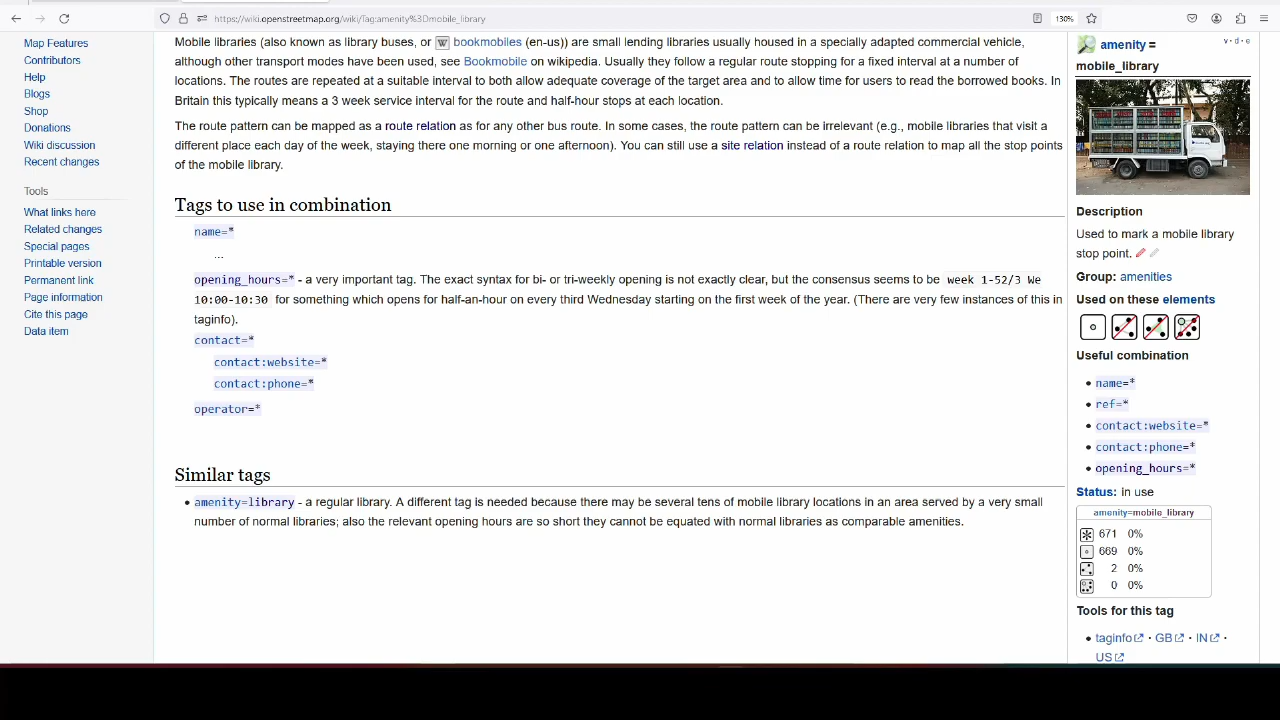 https://wiki.openstreetmap.org/wiki/Tag:amenity%3Dmobile_library
130%
Map Features
Contributors
Help
Blogs
Shop
Donations
Wiki discussion
Recent changes
Tools
What links here
Related changes
Special pages
Printable version
Permanent link
Page information
Cite this page
Data item
Mobile libraries (also known as library buses, or W bookmobiles (en-us)) are small lending libraries usually housed in a specially adapted commercial vehicle,
although other transport modes have been used, see Bookmobile on wikipedia. Usually they follow a regular route stopping for a fixed interval at a number of
locations. The routes are repeated at a suitable interval to both allow adequate coverage of the target area and to allow time for users to read the borrowed books. In
Britain this typically means a 3 week service interval for the route and half-hour stops at each location.
The route pattern can be mapped as a route relation as for any other bus route. In some cases, the route pattern can be irrelevant (e.g. mobile libraries that visit a
different place each day of the week, staying there one morning or one afternoon). You can still use a site relation instead of a route relation to map all the stop points
of the mobile library.
Tags to use in combination
name=*
...
opening_hours=* - a very important tag. The exact syntax for bi- or tri-weekly opening is not exactly clear, but the consensus seems to be week 1-52/3 We
10:00-10:30 for something which opens for half-an-hour on every third Wednesday starting on the first week of the year. (There are very few instances of this in
taginfo).
contact=*
contact:website=*
contact:phone=*
operator=*
Similar tags
• amenity=library - a regular library. A different tag is needed because there may be several tens of mobile library locations in an area served by a very small
number of normal libraries; also the relevant opening hours are so short they cannot be equated with normal libraries as comparable amenities.
amenity =
mobile_library
v · d · e
Description
Used to mark a mobile library
stop point.
Group: amenities
Used on these elements
Useful combination
• name=*
• ref=*
• contact:website=*
• contact:phone=*
• opening_hours=*
Status: in use
amenity=mobile_library
671 0%
669 0%
2 0%
0 0%
Tools for this tag
• taginfo · GB · IN ·
US